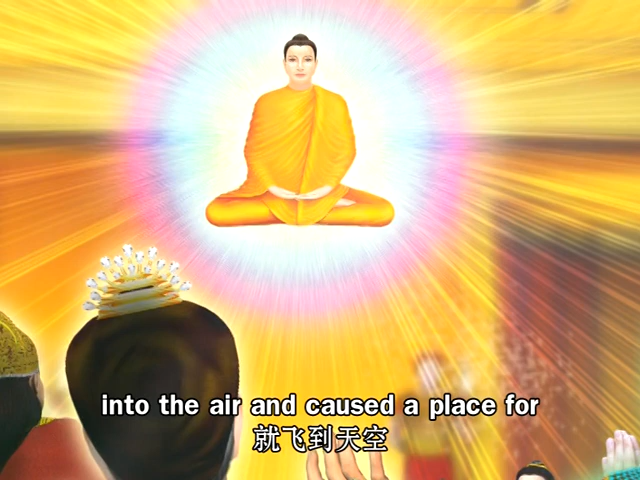 into the air and caused a place for
就飞到天空